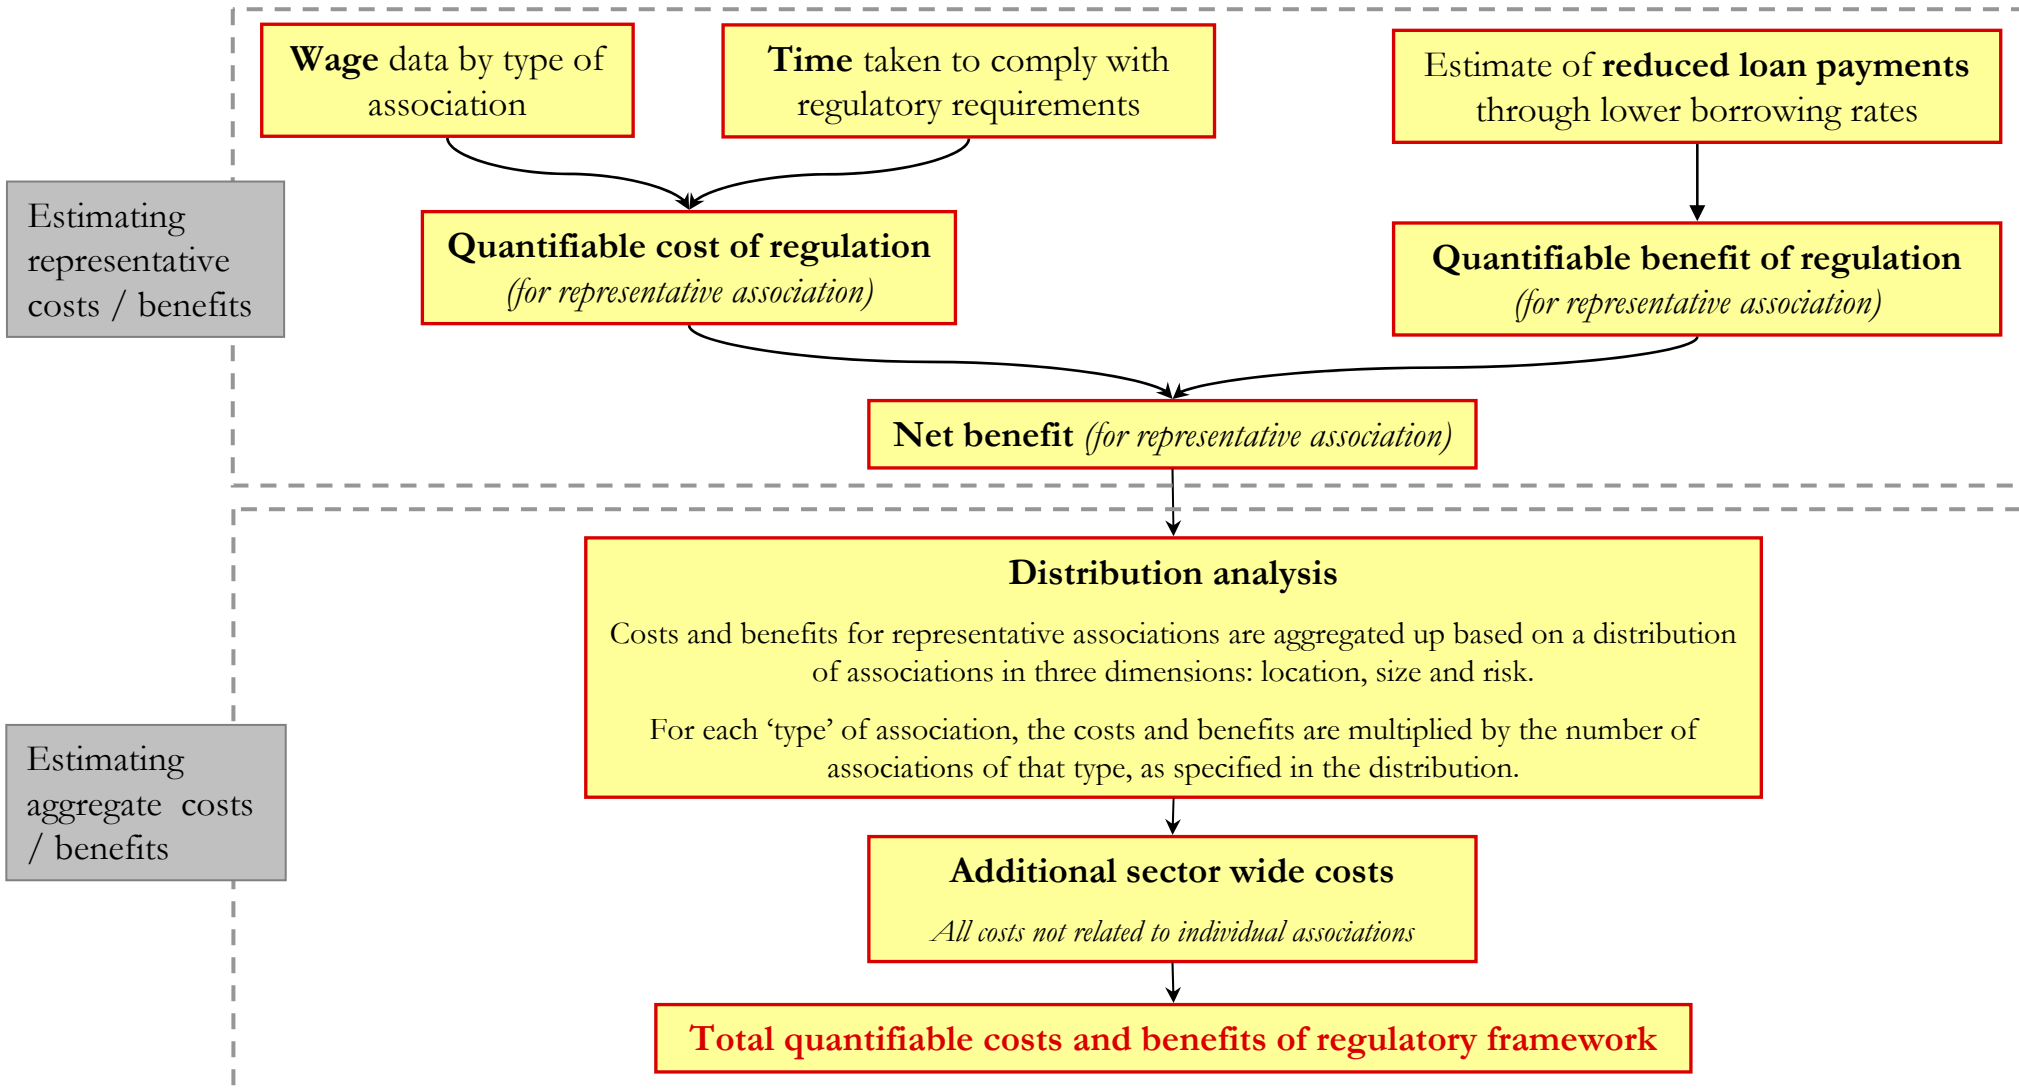 Wage data by type of
association
Time taken to comply with
regulatory requirements
Estimate of reduced loan payments
through lower borrowing rates
Estimating
representative
costs / benefits
Quantifiable cost of regulation
(for representative association)
Quantifiable benefit of regulation
(for representative association)
Net benefit (for representative association)
Distribution analysis
Costs and benefits for representative associations are aggregated up based on a distribution
of associations in three dimensions: location, size and risk.
For each ‘type’ of association, the costs and benefits are multiplied by the number of
associations of that type, as specified in the distribution.
Estimating
aggregate costs
/ benefits
Additional sector wide costs
All costs not related to individual associations
Total quantifiable costs and benefits of regulatory framework